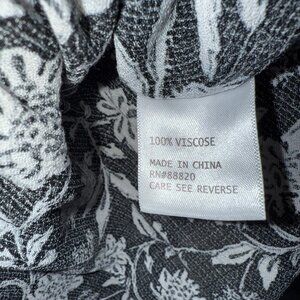 100% VISCOSE
MADE IN CHINA
RN#88820
CARE SEE REVERSE